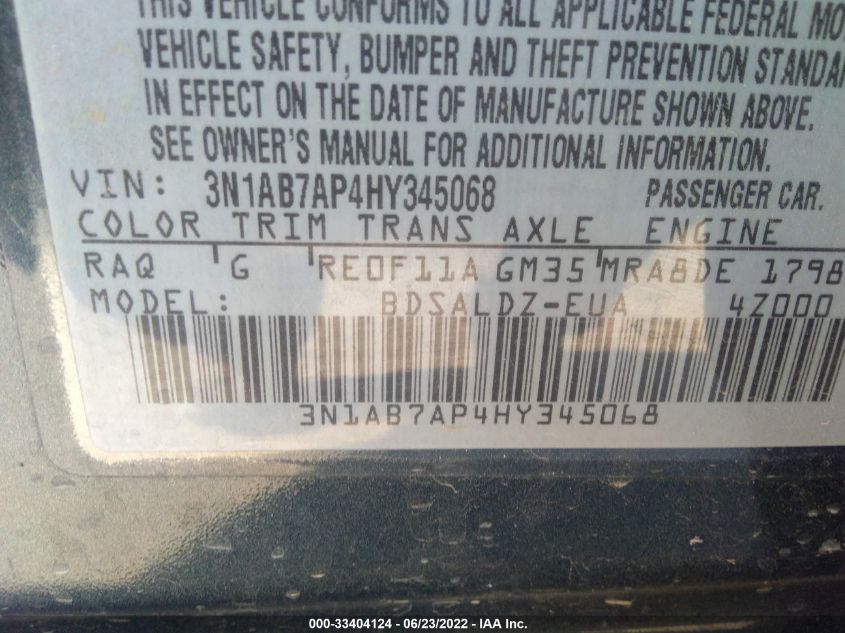 THIS VEHICLE CONFORMS TO ALL APPLICABLE FEDERAL MO
VEHICLE SAFETY, BUMPER AND THEFT PREVENTION STANDA
IN EFFECT ON THE DATE OF MANUFACTURE SHOWN ABOVE.
SEE OWNER'S MANUAL FOR ADDITIONAL INFORMATION.
VIN: 3N1AB7AP4HY345068 PASSENGER CAR.
COLOR TRIM TRANS AXLE ENGINE
RAQ G RE0F11A GM35 MRA8DE 1798
MODEL: BDSALDZ-EUA 4Z000
3N1AB7AP4HY345068
000-33404124 - 06/23/2022 - IAA Inc.